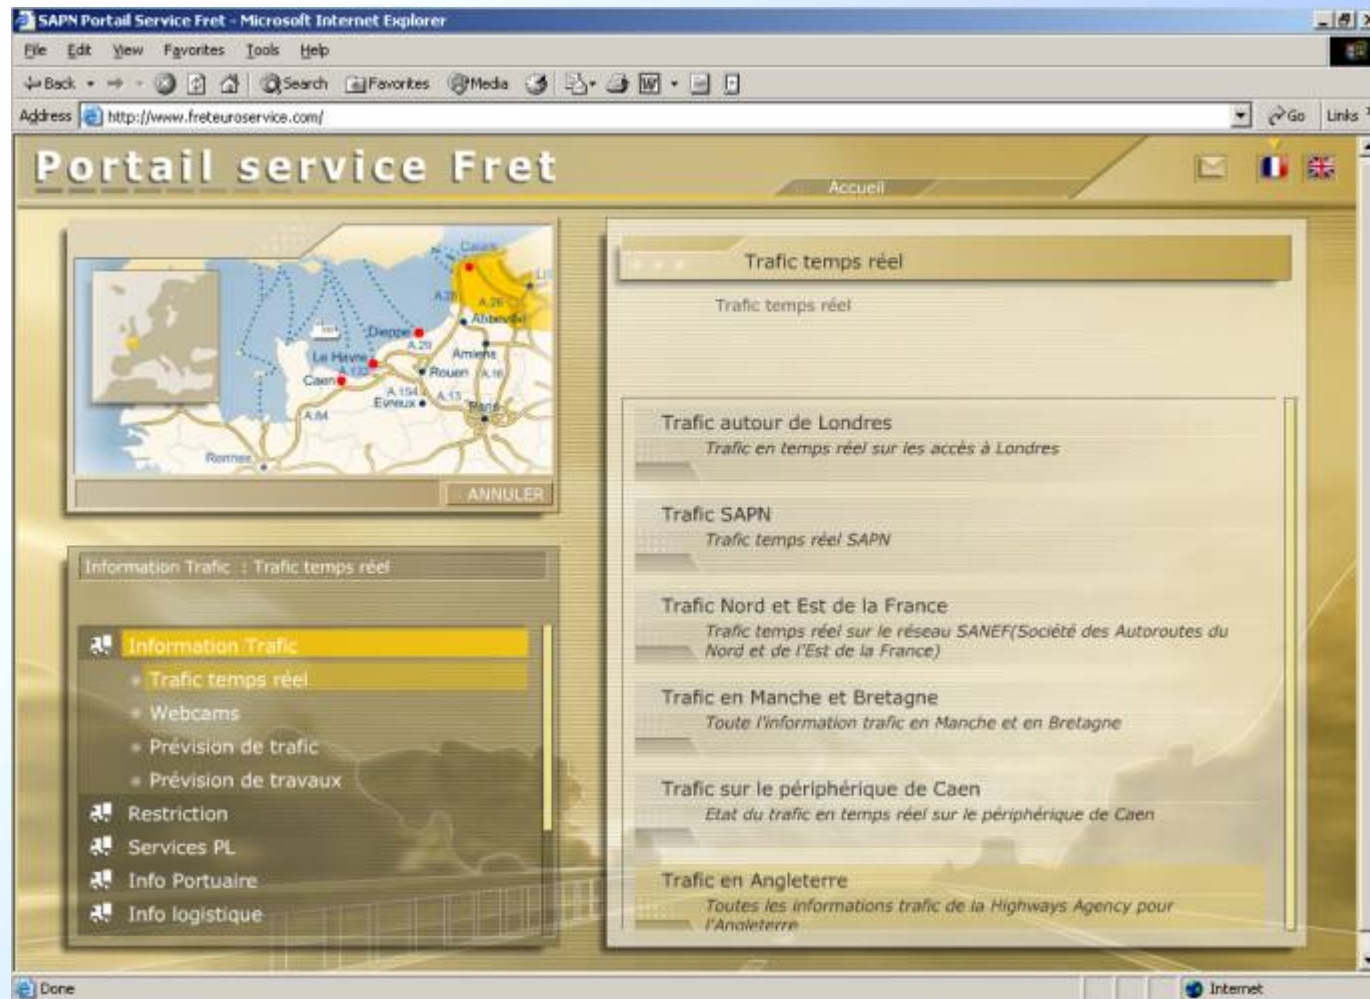 SAPN Portail Service Fret - Microsoft Internet Explorer
File Edit View Favorites Tools Help
Back Search Favorites Media
Address http://www.freteuroservice.com/ Go Links
Portail service Fret
Accueil
Calais
A.26
Abbeville
Dieppe
A.29
Amiens
Le Havre
Rouen
A.16
Caen
A.154
A.13
Evreux
Paris
A.84
Rennes
ANNULER
Information Trafic : Trafic temps réel
Information Trafic
Trafic temps réel
Webcams
Prévision de trafic
Prévision de travaux
Restriction
Services PL
Info Portuaire
Info logistique
Trafic temps réel
Trafic temps réel
Trafic autour de Londres
Trafic en temps réel sur les accès à Londres
Trafic SAPN
Trafic temps réel SAPN
Trafic Nord et Est de la France
Trafic temps réel sur le réseau SANEF(Société des Autoroutes du
Nord et de l'Est de la France)
Trafic en Manche et Bretagne
Toute l'information trafic en Manche et en Bretagne
Trafic sur le périphérique de Caen
Etat du trafic en temps réel sur le périphérique de Caen
Trafic en Angleterre
Toutes les informations trafic de la Highways Agency pour
l'Angleterre
Done
Internet